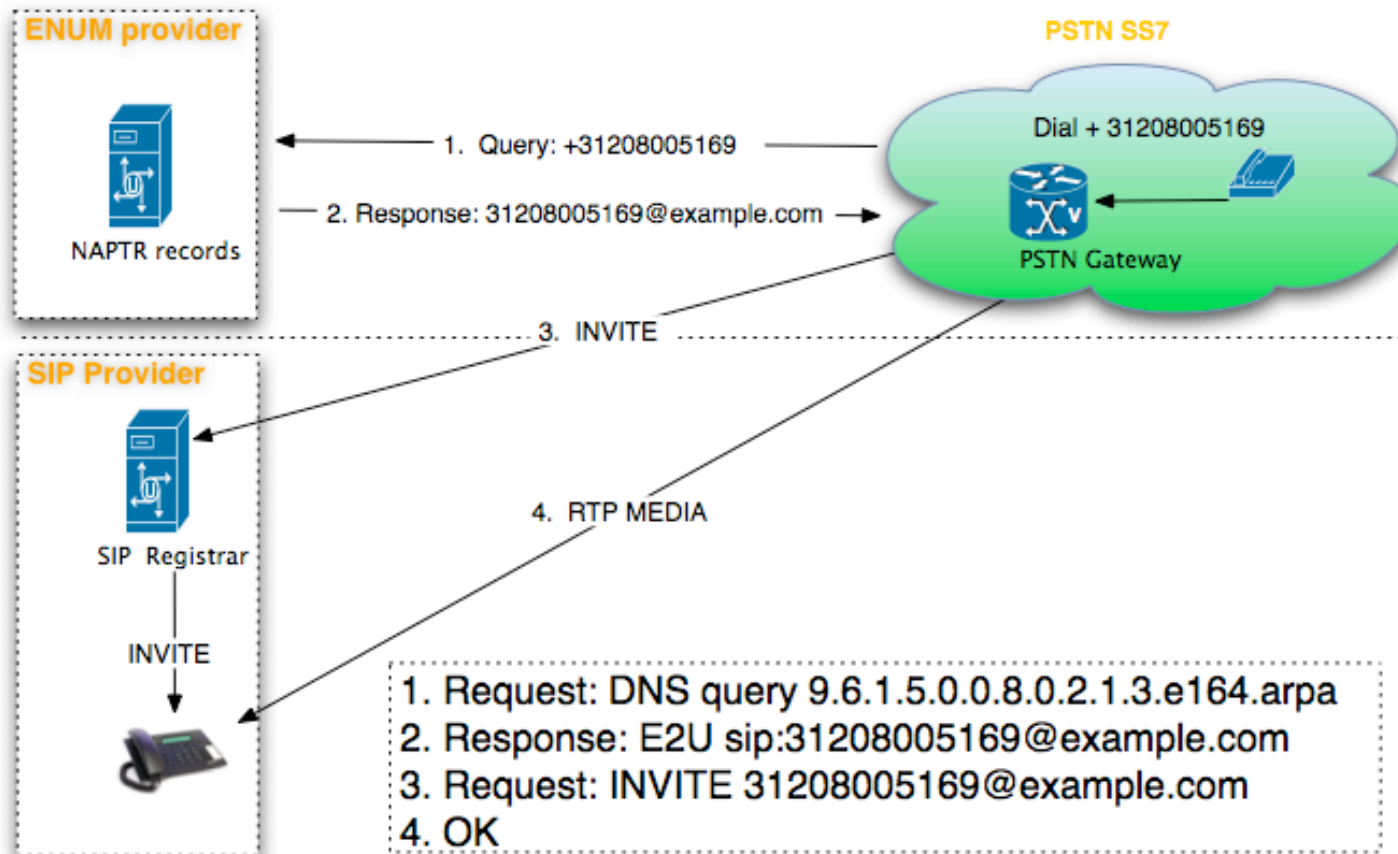 ENUM provider
PSTN SS7
Dial + 31208005169
1. Query: +31208005169
2. Response: 31208005169@example.com
NAPTR records
V
PSTN Gateway
U
3. INVITE
SIP Provider
U
SIP Registrar
4. RTP MEDIA
INVITE
1. Request: DNS query 9.6.1.5.0.0.8.0.2.1.3.e164.arpa
2. Response: E2U sip:31208005169@example.com
3. Request: INVITE 31208005169@example.com
4. OK